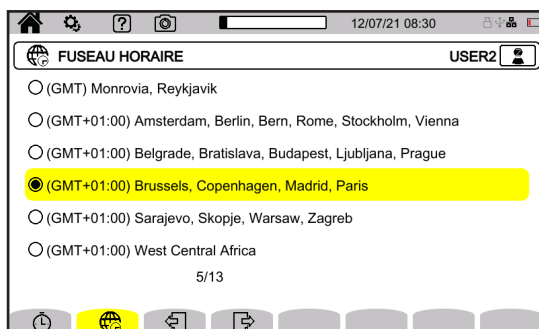 ?
12/07/21 08:30
FUSEAU HORAIRE
USER2
(GMT) Monrovia, Reykjavik
(GMT+01:00) Amsterdam, Berlin, Bern, Rome, Stockholm, Vienna
(GMT+01:00) Belgrade, Bratislava, Budapest, Ljubljana, Prague
(GMT+01:00) Brussels, Copenhagen, Madrid, Paris
(GMT+01:00) Sarajevo, Skopje, Warsaw, Zagreb
(GMT+01:00) West Central Africa
5/13